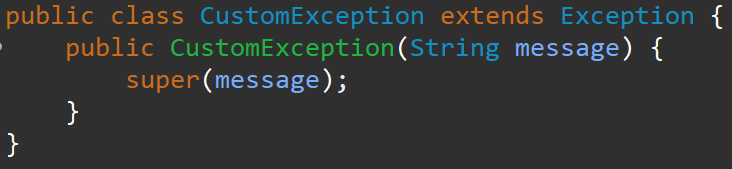 public class CustomException extends Exception {
    public CustomException(String message) {
        super(message);
    }
}